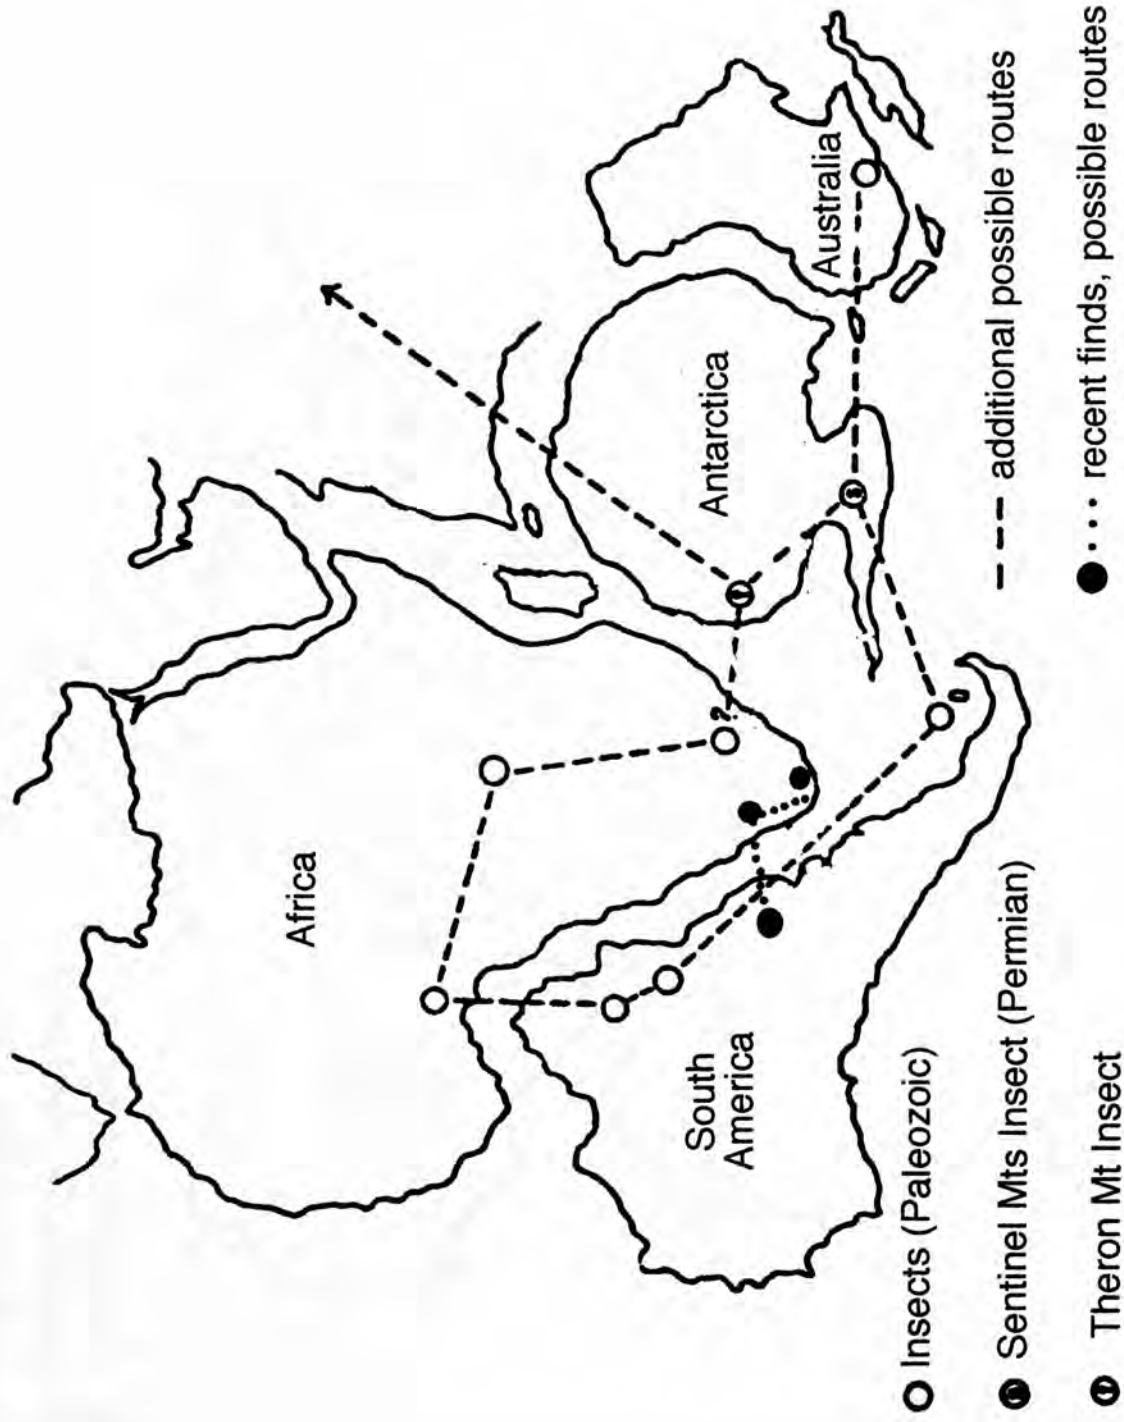 Africa
South
America
Antarctica
Australia
?
0
Insects (Paleozoic)
Sentinel Mts Insect (Permian)
Theron Mt Insect
additional possible routes
recent finds, possible routes